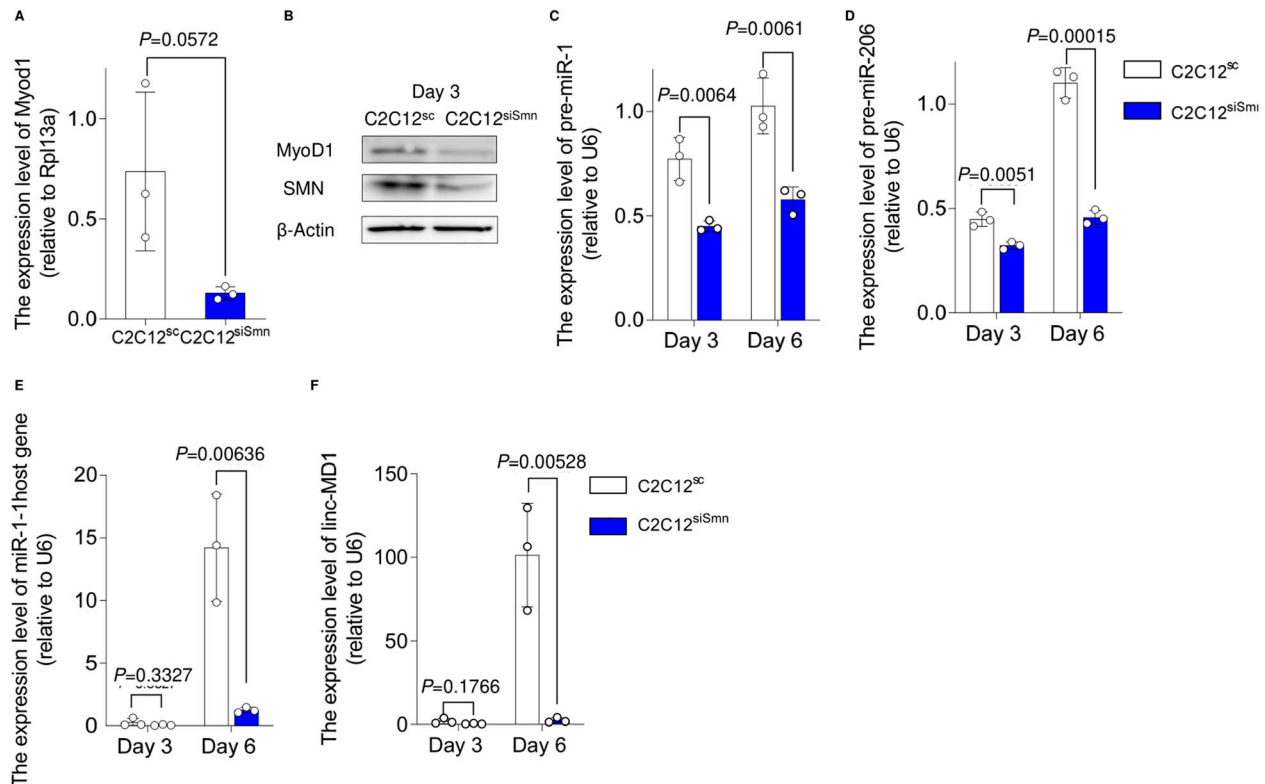 A
The expression level of Myod1
(relative to Rpl13a)
P=0.0572
1.0
0.5
0.0
C2C12sc C2C12siSmn
B
Day 3
C2C12sc C2C12siSmn
MyoD1
SMN
β-Actin
C
The expression level of pre-miR-1
(relative to U6)
P=0.0061
P=0.0064
1.0
0.5
0.0
Day 3 Day 6
D
The expression level of pre-miR-206
(relative to U6)
P=0.00015
P=0.0051
1.0
0.5
0.0
Day 3 Day 6
C2C12sc
C2C12siSmn
E
The expression level of miR-1-1host gene
(relative to U6)
P=0.00636
P=0.3327
20
15
10
5
0
Day 3 Day 6
F
The expression level of linc-MD1
(relative to U6)
P=0.00528
P=0.1766
150
100
50
0
Day 3 Day 6
C2C12sc
C2C12siSmn